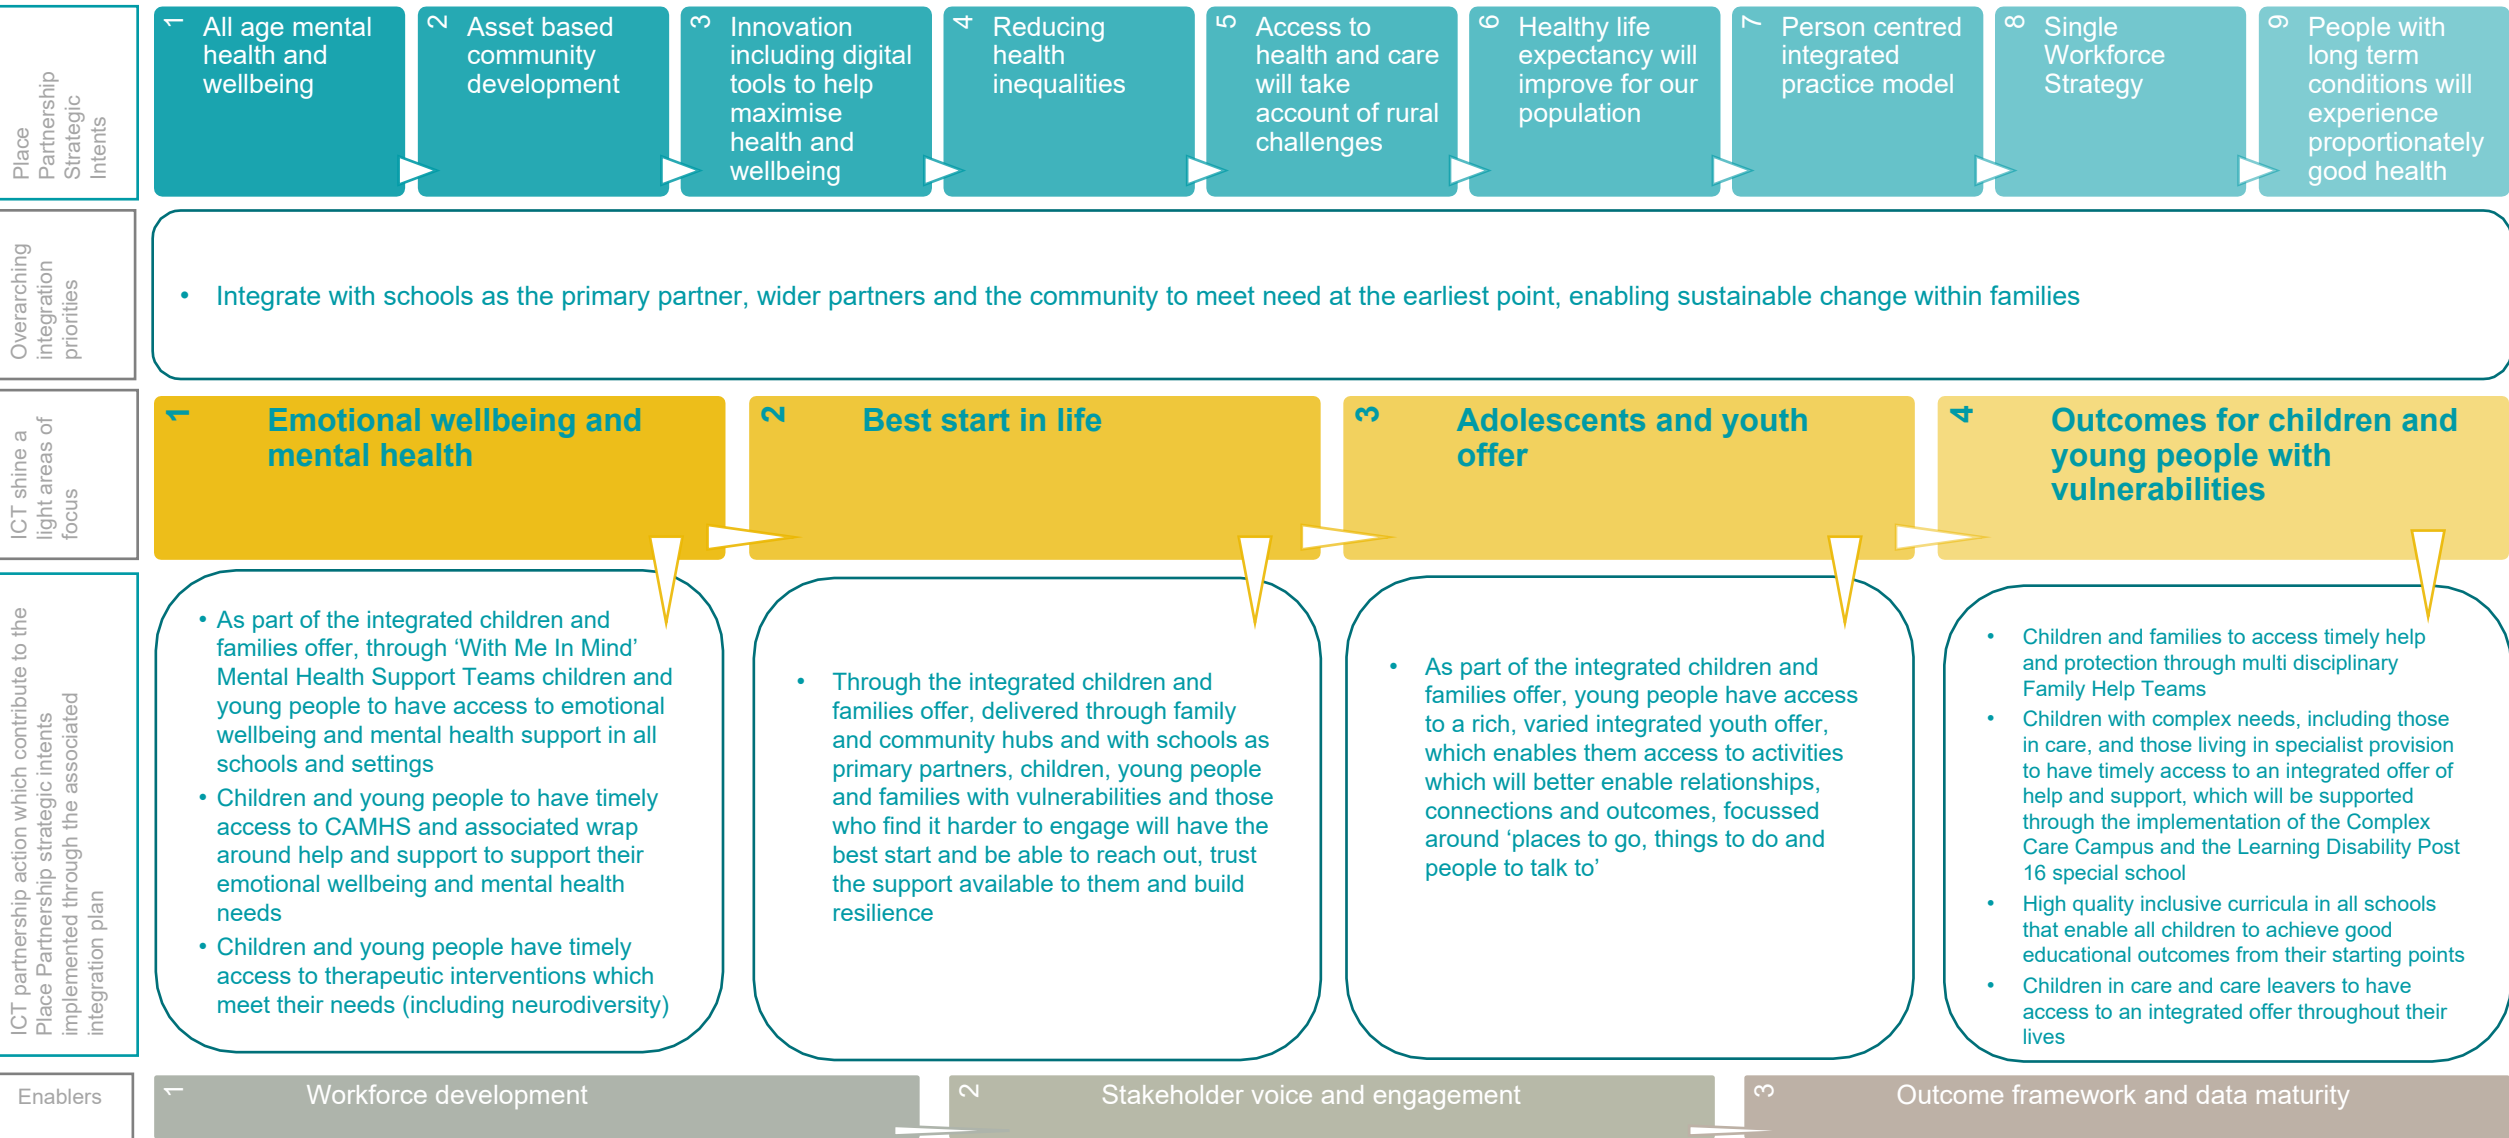 Place
Partnership
Strategic
Intents
1
All age mental
health and
wellbeing
2
Asset based
community
development
3
Innovation
including digital
tools to help
maximise
health and
wellbeing
4
Reducing
health
inequalities
5
Access to
health and care
will take
account of rural
challenges
6
Healthy life
expectancy will
improve for our
population
7
Person centred
integrated
practice model
8
Single
Workforce
Strategy
9
People with
long term
conditions will
experience
proportionately
good health
Overarching
integration
priorities
• Integrate with schools as the primary partner, wider partners and the community to meet need at the earliest point, enabling sustainable change within families
ICT shine a
light areas of
focus
1
Emotional wellbeing and
mental health
2
Best start in life
3
Adolescents and youth
offer
4
Outcomes for children and
young people with
vulnerabilities
ICT partnership action which contribute to the
Place Partnership strategic intents
implemented through the associated
integration plan
• As part of the integrated children and
families offer, through ‘With Me In Mind’
Mental Health Support Teams children and
young people to have access to emotional
wellbeing and mental health support in all
schools and settings
• Children and young people to have timely
access to CAMHS and associated wrap
around help and support to support their
emotional wellbeing and mental health
needs
• Children and young people have timely
access to therapeutic interventions which
meet their needs (including neurodiversity)
• Through the integrated children and
families offer, delivered through family
and community hubs and with schools as
primary partners, children, young people
and families with vulnerabilities and those
who find it harder to engage will have the
best start and be able to reach out, trust
the support available to them and build
resilience
• As part of the integrated children and
families offer, young people have access
to a rich, varied integrated youth offer,
which enables them access to activities
which will better enable relationships,
connections and outcomes, focussed
around ‘places to go, things to do and
people to talk to’
• Children and families to access timely help
and protection through multi disciplinary
Family Help Teams
• Children with complex needs, including those
in care, and those living in specialist provision
to have timely access to an integrated offer of
help and support, which will be supported
through the implementation of the Complex
Care Campus and the Learning Disability Post
16 special school
• High quality inclusive curricula in all schools
that enable all children to achieve good
educational outcomes from their starting points
• Children in care and care leavers to have
access to an integrated offer throughout their
lives
Enablers
1
Workforce development
2
Stakeholder voice and engagement
3
Outcome framework and data maturity